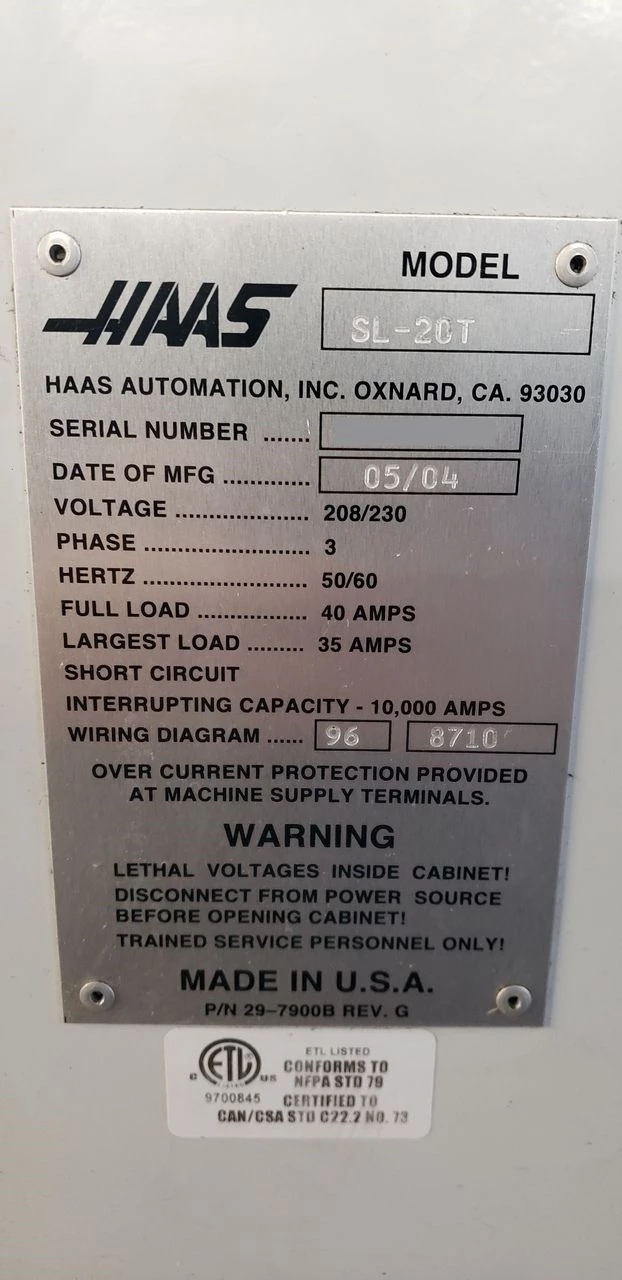 MODEL
HAAS
SL-20T
HAAS AUTOMATION, INC. OXNARD, CA. 93030
SERIAL NUMBER .......
DATE OF MFG ............. 05/04
VOLTAGE .................... 208/230
PHASE ......................... 3
HERTZ ......................... 50/60
FULL LOAD ................. 40 AMPS
LARGEST LOAD ......... 35 AMPS
SHORT CIRCUIT
INTERRUPTING CAPACITY - 10,000 AMPS
WIRING DIAGRAM ...... 96 8710
OVER CURRENT PROTECTION PROVIDED
AT MACHINE SUPPLY TERMINALS.
WARNING
LETHAL VOLTAGES INSIDE CABINET!
DISCONNECT FROM POWER SOURCE
BEFORE OPENING CABINET!
TRAINED SERVICE PERSONNEL ONLY!
MADE IN U.S.A.
P/N 29-7900B REV. G
ETL LISTED
CONFORMS TO
NFPA STD 79
C ETL US
9700845 CERTIFIED TO
CAN/CSA STD C22.2 NO. 73